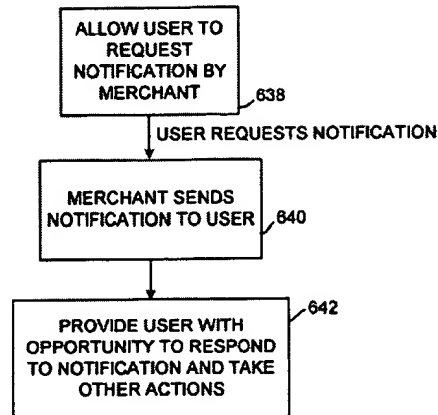 ALLOW USER TO
REQUEST
NOTIFICATION BY
MERCHANT
638
USER REQUESTS NOTIFICATION
MERCHANT SENDS
NOTIFICATION TO USER
640
642
PROVIDE USER WITH
OPPORTUNITY TO RESPOND
TO NOTIFICATION AND TAKE
OTHER ACTIONS